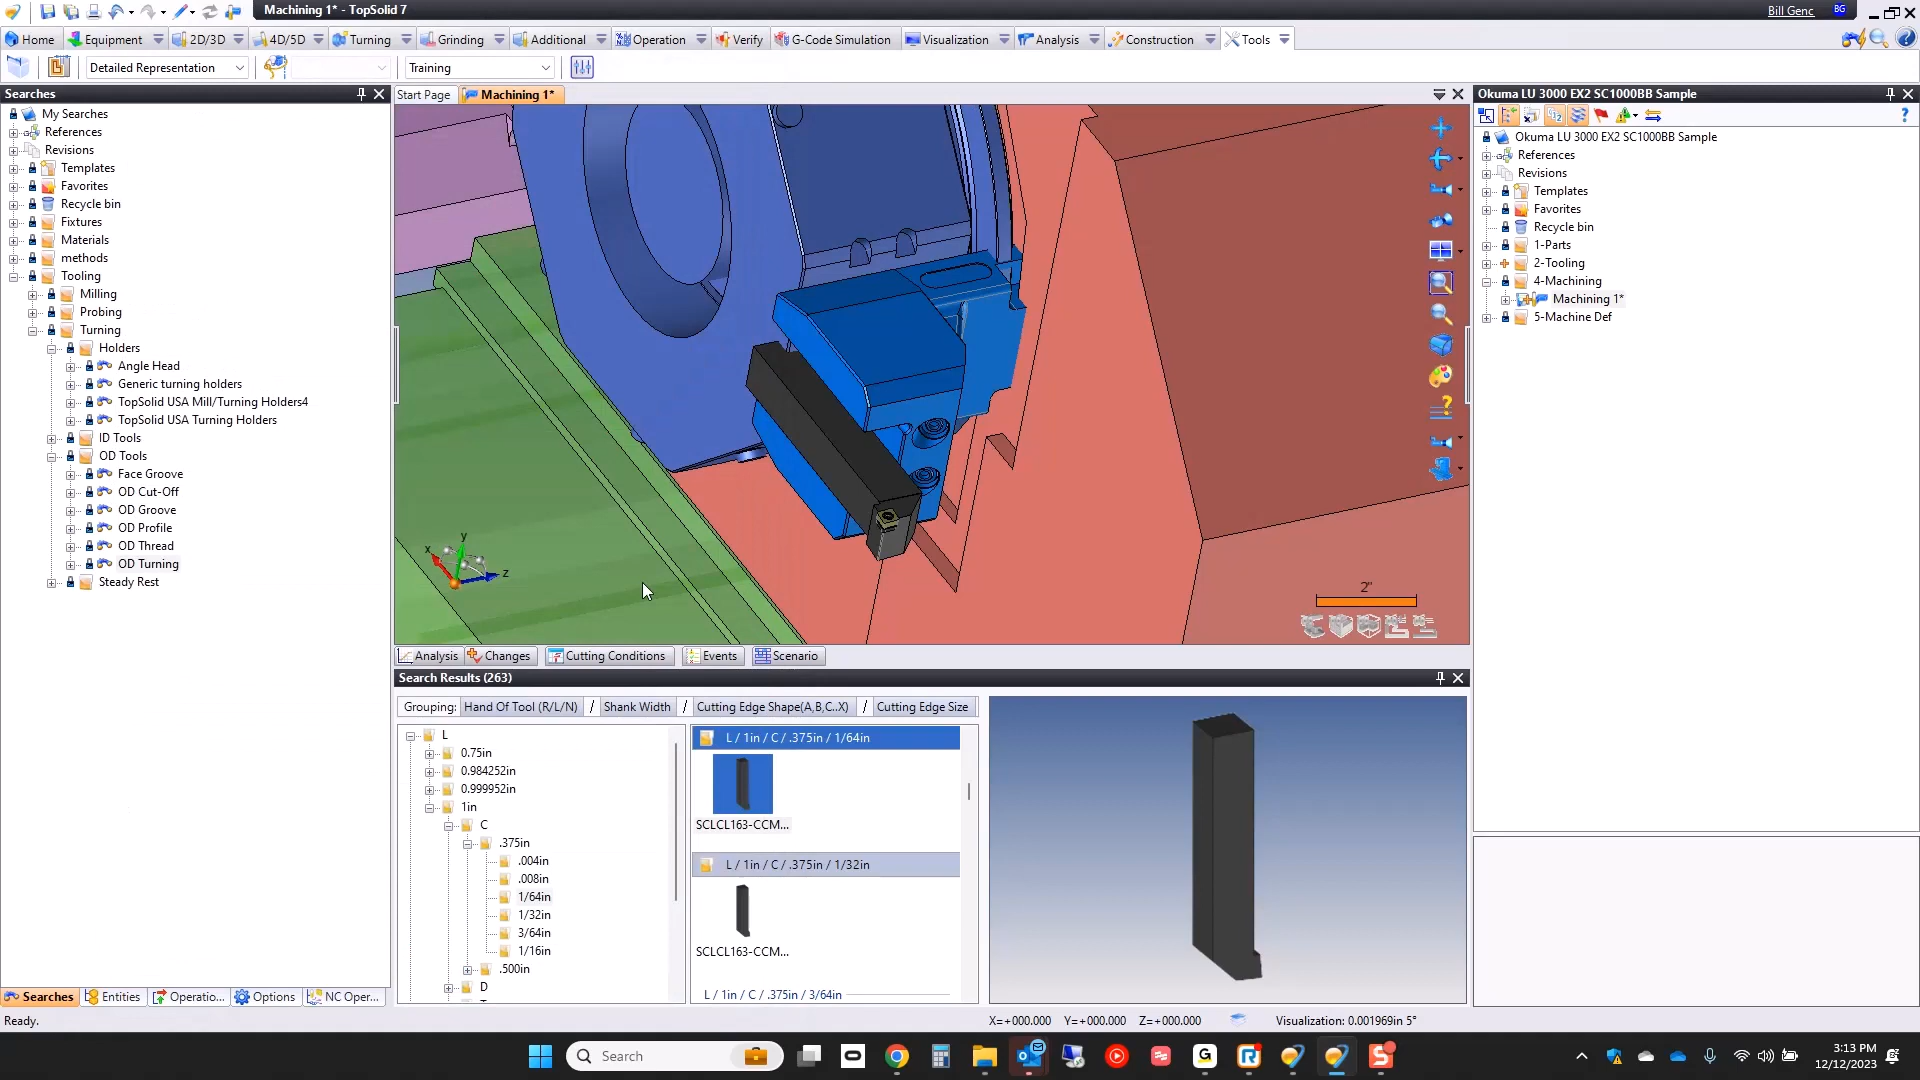 Machining 1* - TopSolid 7
Bill Genc
BG
Home
Equipment
2D/3D
4D/5D
Turning
Grinding
Additional
Operation
Verify
G-Code Simulation
Visualization
Analysis
Construction
Tools
Detailed Representation
Training
Searches
My Searches
References
Revisions
Templates
Favorites
Recycle bin
Fixtures
Materials
methods
Tooling
Milling
Probing
Turning
Holders
Angle Head
Generic turning holders
TopSolid USA Mill/Turning Holders4
TopSolid USA Turning Holders
ID Tools
OD Tools
Face Groove
OD Cut-Off
OD Groove
OD Profile
OD Thread
OD Turning
Steady Rest
Searches
Entities
Operatio...
Options
NC Oper...
Start Page
Machining 1*
x
y
z
2"
Analysis
Changes
Cutting Conditions
Events
Scenario
Search Results (263)
Grouping: Hand Of Tool (R/L/N) / Shank Width / Cutting Edge Shape(A,B,C..X) / Cutting Edge Size
L
0.75in
0.984252in
0.999952in
1in
C
.375in
.004in
.008in
1/64in
1/32in
3/64in
1/16in
.500in
D
L / 1in / C / .375in / 1/64in
SCLCL163-CCM...
L / 1in / C / .375in / 1/32in
SCLCL163-CCM...
L / 1in / C / .375in / 3/64in
Okuma LU 3000 EX2 SC1000BB Sample
Okuma LU 3000 EX2 SC1000BB Sample
References
Revisions
Templates
Favorites
Recycle bin
1-Parts
2-Tooling
4-Machining
Machining 1*
5-Machine Def
Ready.
X=+000.000 Y=+000.000 Z=+000.000
Visualization: 0.001969in 5°
Search
3:13 PM
12/12/2023